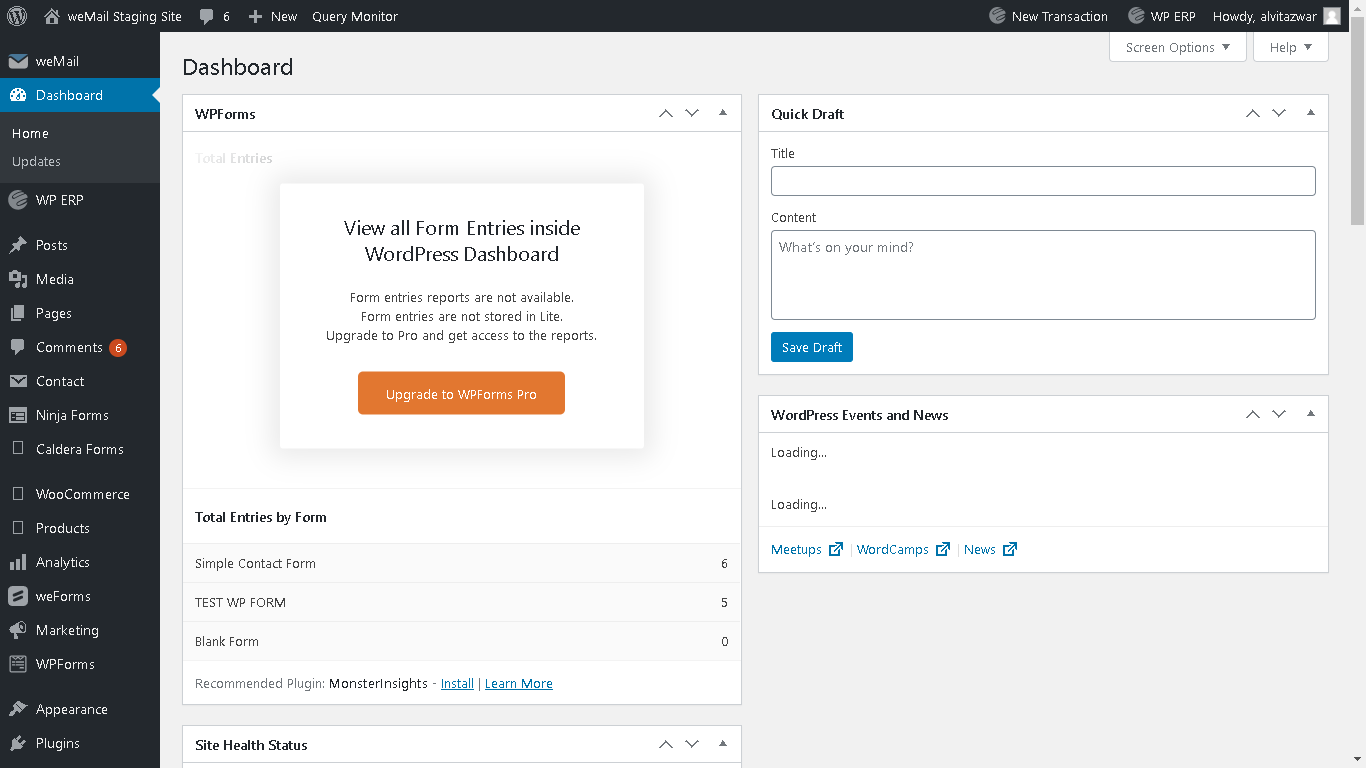 weMail Staging Site
6
New
Query Monitor
New Transaction
WP ERP
Howdy, alvitazwar
weMail
Dashboard
Home
Updates
WP ERP
Posts
Media
Pages
Comments 6
Contact
Ninja Forms
Caldera Forms
WooCommerce
Products
Analytics
weForms
Marketing
WPForms
Appearance
Plugins
Screen Options
Help
Dashboard
WPForms
Total Entries
View all Form Entries inside
WordPress Dashboard
Form entries reports are not available.
Form entries are not stored in Lite.
Upgrade to Pro and get access to the reports.
Upgrade to WPForms Pro
Total Entries by Form
Simple Contact Form 6
TEST WP FORM 5
Blank Form 0
Recommended Plugin: MonsterInsights - Install | Learn More
Site Health Status
Quick Draft
Title
Content
What's on your mind?
Save Draft
WordPress Events and News
Loading...
Loading...
Meetups | WordCamps | News